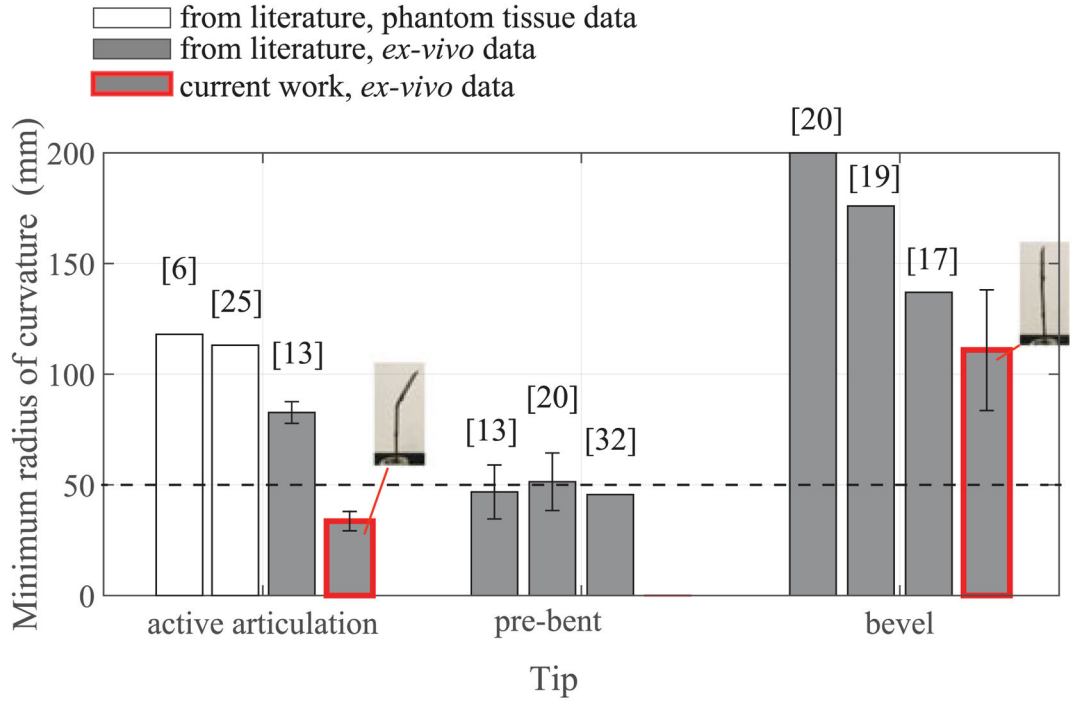 from literature, phantom tissue data
from literature, ex-vivo data
current work, ex-vivo data
Minimum radius of curvature (mm)
200
150
100
50
0
[6]
[25]
[13]
[13]
[20]
[32]
[20]
[19]
[17]
active articulation
pre-bent
bevel
Tip